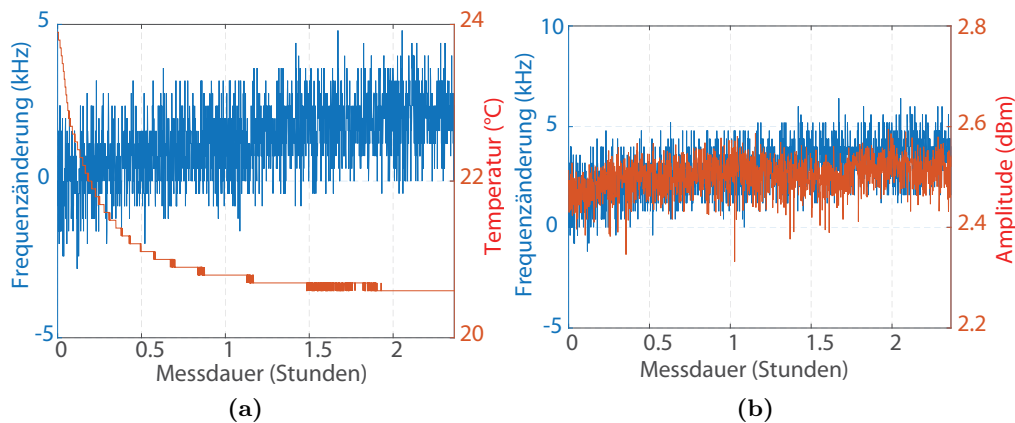 5
0
-5
Frequenzänderung (kHz)
24
22
20
Temperatur (°C)
0 0.5 1 1.5 2
Messdauer (Stunden)
(a)
10
5
0
-5
Frequenzänderung (kHz)
2.8
2.6
2.4
2.2
Amplitude (dBm)
0 0.5 1 1.5 2
Messdauer (Stunden)
(b)